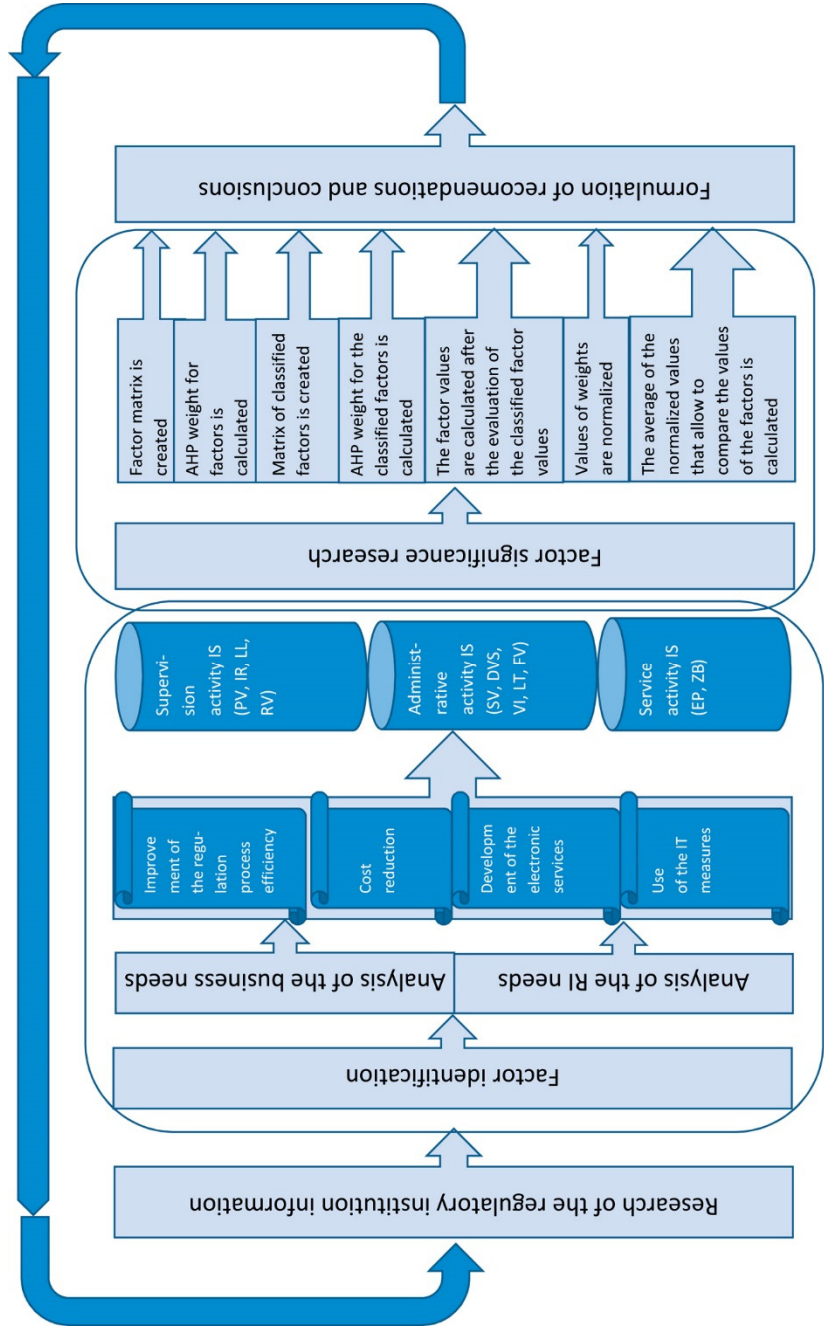 Research of the regulatory institution information
Factor identification
Analysis of the business needs
Analysis of the RI needs
Improve
ment of
the regu-
lation
process
efficiency
Cost
reduction
Developm
ent of the
electronic
services
Use
of the IT
measures
Supervi-
sion
activity IS
(PV, IR, LL,
RV)
Administ-
rative
activity IS
(SV, DVS,
VI, LT, FV)
Service
activity IS
(EP, ZB)
Factor significance research
Factor matrix is
created
AHP weight for
factors is
calculated
Matrix of classified
factors is created
AHP weight for the
classified factors is
calculated
The factor values
are calculated after
the evaluation of
the classified factor
values
Values of weights
are normalized
The average of the
normalized values
that allow to
compare the values
of the factors is
calculated
Formulation of recomendations and conclusions